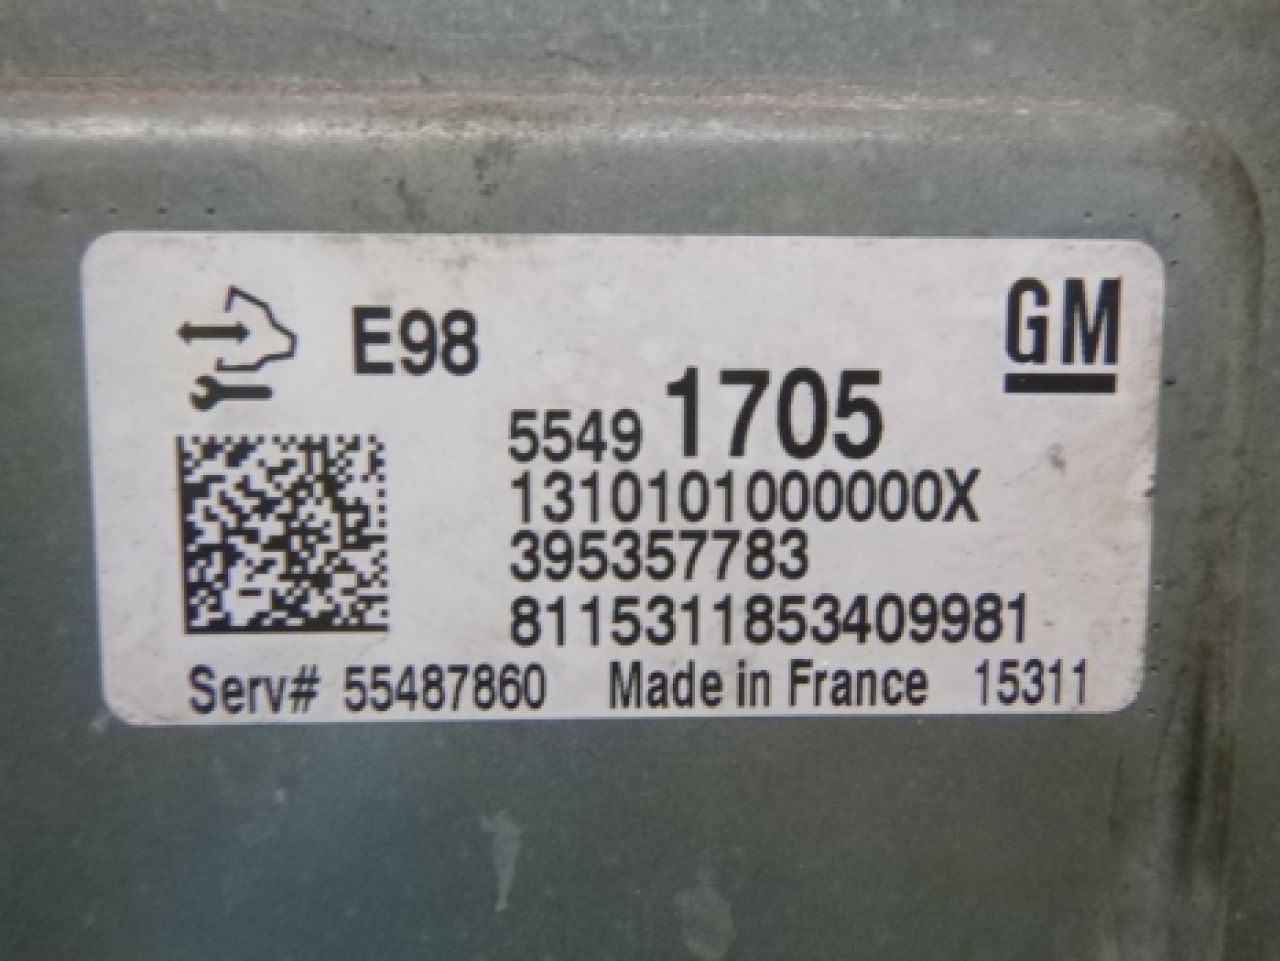 E98
GM
5549 1705
1310101000000X
395357783
8115311853409981
Serv# 55487860 Made in France 15311